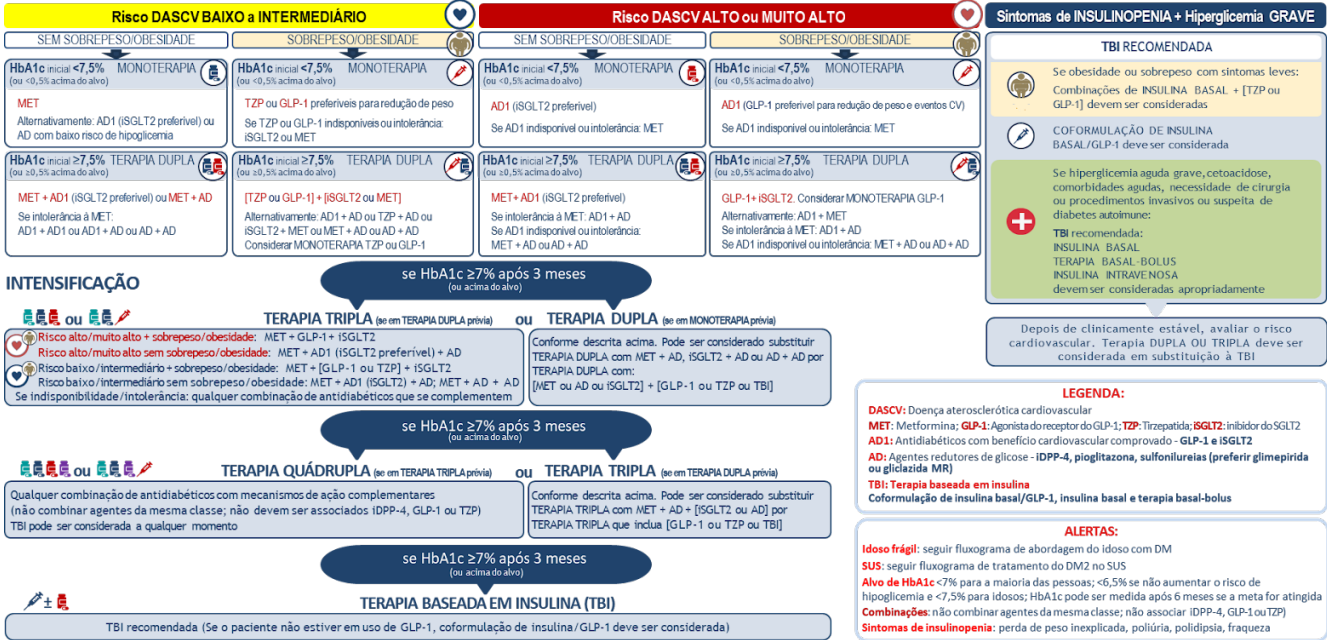 Risco DASCV BAIXO a INTERMEDIÁRIO
SEM SOBREPESO/OBESIDADE
HbA1c inicial <7,5% MONOTERAPIA
(ou <0,5% acima do alvo)
MET
Alternativamente: AD1 (iSGLT2 preferivel) ou
AD com baixo risco de hipoglicemia
HbA1c inicial ≥7,5% TERAPIA DUPLA
(ou ≥0,5% acima do alvo)
MET + AD1 (iSGLT2 preferivel) ou MET + AD
Se intolerância à MET:
AD1 + AD1 ou AD1 + AD ou AD + AD
SOBREPESO/OBESIDADE
HbA1c inicial <7,5% MONOTERAPIA
(ou <0,5% acima do alvo)
TZP ou GLP-1 preferíveis para redução de peso
Se TZP ou GLP-1 indisponíveis ou intolerância:
iSGLT2 ou MET
HbA1c inicial ≥7,5% TERAPIA DUPLA
(ou ≥0,5% acima do alvo)
[TZP ou GLP-1] + [iSGLT2 ou MET]
Alternativamente: AD1 + AD ou TZP + AD ou
iSGLT2 + MET ou MET + AD ou AD + AD
Considerar MONOTERAPIA TZP ou GLP-1
Risco DASCV ALTO ou MUITO ALTO
SEM SOBREPESO/OBESIDADE
HbA1c inicial <7,5% MONOTERAPIA
(ou <0,5% acima do alvo)
AD1 (iSGLT2 preferivel)
Se AD1 indisponivel ou intolerância: MET
HbA1c inicial ≥7,5% TERAPIA DUPLA
(ou ≥0,5% acima do alvo)
MET+ AD1 (iSGLT2 preferivel)
Se intolerância à MET: AD1 + AD
Se AD1 indisponivel ou intolerância:
MET + AD ou AD + AD
SOBREPESO/OBESIDADE
HbA1c inicial <7,5% MONOTERAPIA
(ou <0,5% acima do alvo)
AD1 (GLP-1 preferivel para redução de peso e eventos CV)
Se AD1 indisponivel ou intolerância: MET
HbA1c inicial ≥7,5% TERAPIA DUPLA
(ou ≥0,5% acima do alvo)
GLP-1+ iSGLT2. Considerar MONOTERAPIA GLP-1
Alternativamente: AD1 + MET
Se intolerância à MET: AD1 + AD
Se AD1 indisponivel ou intolerância: MET + AD ou AD + AD
Sintomas de INSULINOPENIA + Hiperglicemia GRAVE
TBI RECOMENDADA
Se obesidade ou sobrepeso com sintomas leves:
Combinações de INSULINA BASAL + [TZP ou
GLP-1] devem ser consideradas
COFORMULAÇÃO DE INSULINA
BASAL/GLP-1 deve ser considerada
Se hiperglicemia aguda grave, cetoacidose,
comorbidades agudas, necessidade de cirurgia
ou procedimentos invasivos ou suspeita de
diabetes autoimune:
TBI recomendada:
INSULINA BASAL
TERAPIA BASAL-BOLUS
INSULINA INTRAVENOSA
devem ser consideradas apropriadamente
Depois de clinicamente estável, avaliar o risco
cardiovascular. Terapia DUPLA OU TRIPLA deve ser
considerada em substituição à TBI
INTENSIFICAÇÃO
se HbA1c ≥7% após 3 meses
(ou acima do alvo)
ou
TERAPIA TRIPLA (se em TERAPIA DUPLA prévia) ou TERAPIA DUPLA (se em MONOTERAPIA prévia)
Risco alto/muito alto + sobrepeso/obesidade: MET + GLP-1 + iSGLT2
Risco alto/muito alto sem sobrepeso/obesidade: MET + AD1 (iSGLT2 preferível) + AD
Risco baixo/intermediário + sobrepeso/obesidade: MET + [GLP-1 ou TZP] + iSGLT2
Risco baixo/intermediário sem sobrepeso/obesidade: MET + AD1 (iSGLT2) + AD; MET + AD + AD
Se indisponibilidade/intolerância: qualquer combinação de antidiabéticos que se complementem
Conforme descrita acima. Pode ser considerado substituir
TERAPIA DUPLA com MET + AD, iSGLT2 + AD ou AD + AD por
TERAPIA DUPLA com:
[MET ou AD ou iSGLT2] + [GLP-1 ou TZP ou TBI]
se HbA1c ≥7% após 3 meses
(ou acima do alvo)
ou
TERAPIA QUÁDRUPLA (se em TERAPIA TRIPLA prévia) ou TERAPIA TRIPLA (se em TERAPIA DUPLA prévia)
Qualquer combinação de antidiabéticos com mecanismos de ação complementares
(não combinar agentes da mesma classe; não devem ser associados iDPP-4, GLP-1 ou TZP)
TBI pode ser considerada a qualquer momento
Conforme descrita acima. Pode ser considerado substituir
TERAPIA TRIPLA com MET + AD + [iSGLT2 ou AD] por
TERAPIA TRIPLA que inclua [GLP-1 ou TZP ou TBI]
se HbA1c ≥7% após 3 meses
(ou acima do alvo)
±
TERAPIA BASEADA EM INSULINA (TBI)
TBI recomendada (Se o paciente não estiver em uso de GLP-1, coformulação de insulina/GLP-1 deve ser considerada)
LEGENDA:
DASCV: Doença aterosclerótica cardiovascular
MET: Metformina; GLP-1: Agonista do receptor do GLP-1; TZP: Tirzepatida; iSGLT2: inibidor do SGLT2
AD1: Antidiabéticos com benefício cardiovascular comprovado - GLP-1 e iSGLT2
AD: Agentes redutores de glicose - iDPP-4, pioglitazona, sulfonilureias (preferir glimepirida
ou gliclazida MR)
TBI: Terapia baseada em insulina
Coformulação de insulina basal/GLP-1, insulina basal e terapia basal-bolus
ALERTAS:
Idoso frágil: seguir fluxograma de abordagem do idoso com DM
SUS: seguir fluxograma de tratamento do DM2 no SUS
Alvo de HbA1c <7% para a maioria das pessoas; <6,5% se não aumentar o risco de
hipoglicemia e <7,5% para idosos; HbA1c pode ser medida após 6 meses se a meta for atingida
Combinações: não combinar agentes da mesma classe; não associar iDPP-4, GLP-1 ou TZP)
Sintomas de insulinopenia: perda de peso inexplicada, poliúria, polidipsia, fraqueza